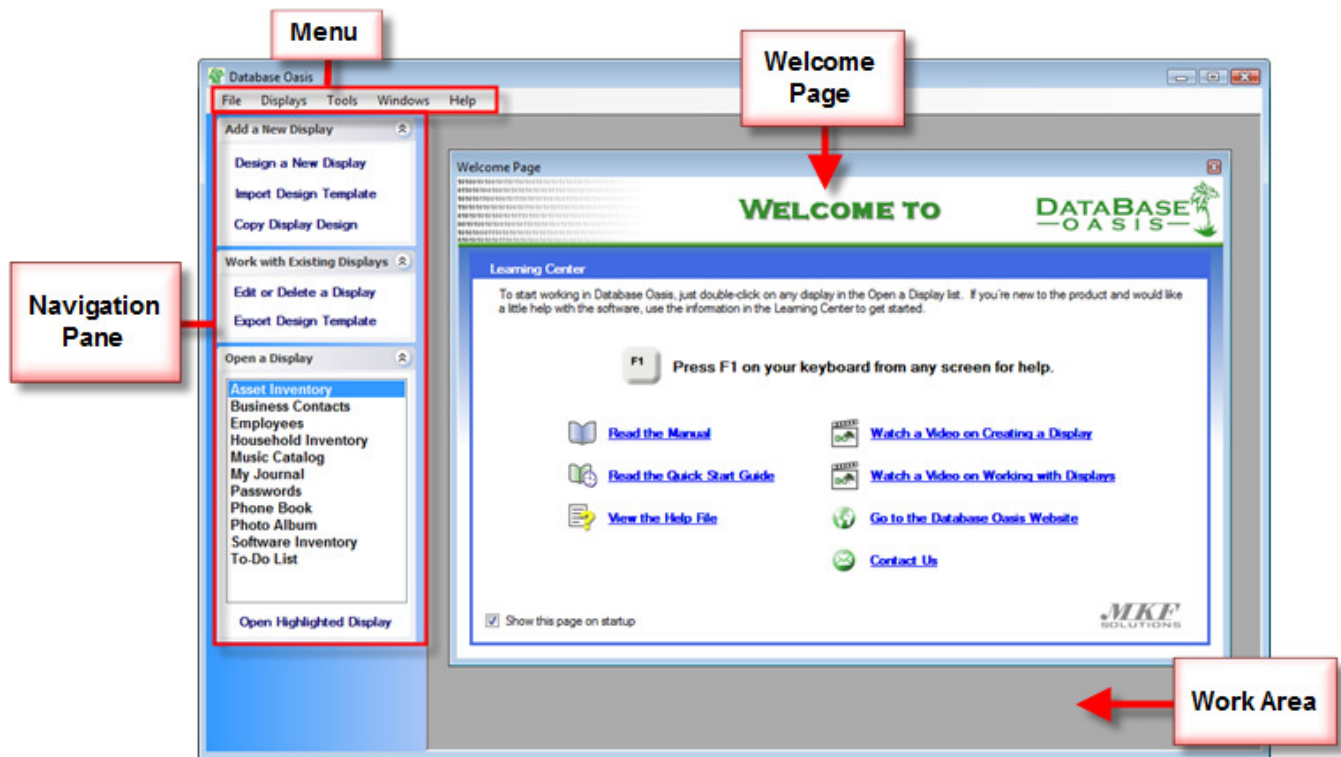 Menu
Welcome
Page
Database Oasis
File Displays Tools Windows Help
Add a New Display
Design a New Display
Import Design Template
Copy Display Design
Work with Existing Displays
Edit or Delete a Display
Export Design Template
Navigation
Pane
Open a Display
Asset Inventory
Business Contacts
Employees
Household Inventory
Music Catalog
My Journal
Passwords
Phone Book
Photo Album
Software Inventory
To-Do List
Open Highlighted Display
Welcome Page
WELCOME TO
DATABASE
OASIS
Learning Center
To start working in Database Oasis, just double-click on any display in the Open a Display list. If you're new to the product and would like
a little help with the software, use the information in the Learning Center to get started.
F1 Press F1 on your keyboard from any screen for help.
Read the Manual
Watch a Video on Creating a Display
Read the Quick Start Guide
Watch a Video on Working with Displays
View the Help File
Go to the Database Oasis Website
Contact Us
Show this page on startup
MKF
SOLUTIONS
Work Area